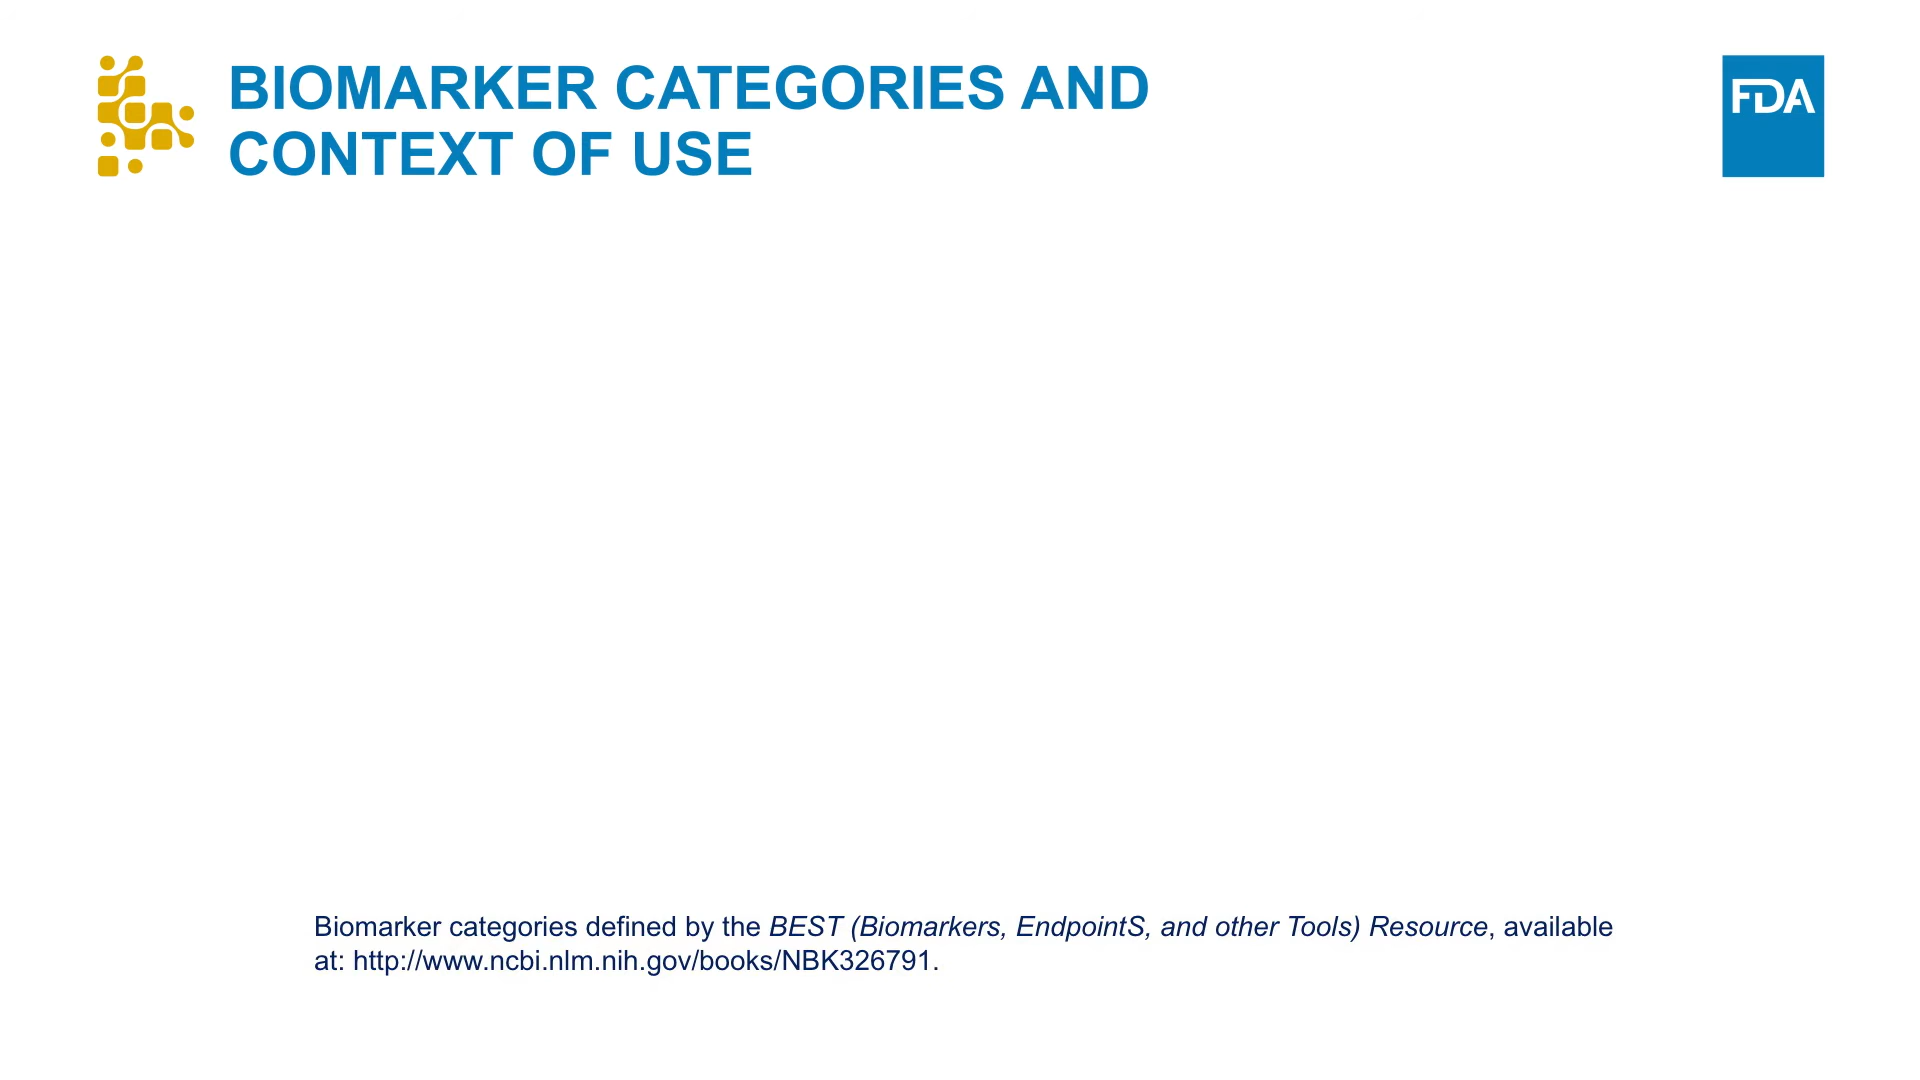 BIOMARKER CATEGORIES AND
CONTEXT OF USE
FDA
Biomarker categories defined by the BEST (Biomarkers, EndpointS, and other Tools) Resource, available
at: http://www.ncbi.nlm.nih.gov/books/NBK326791.